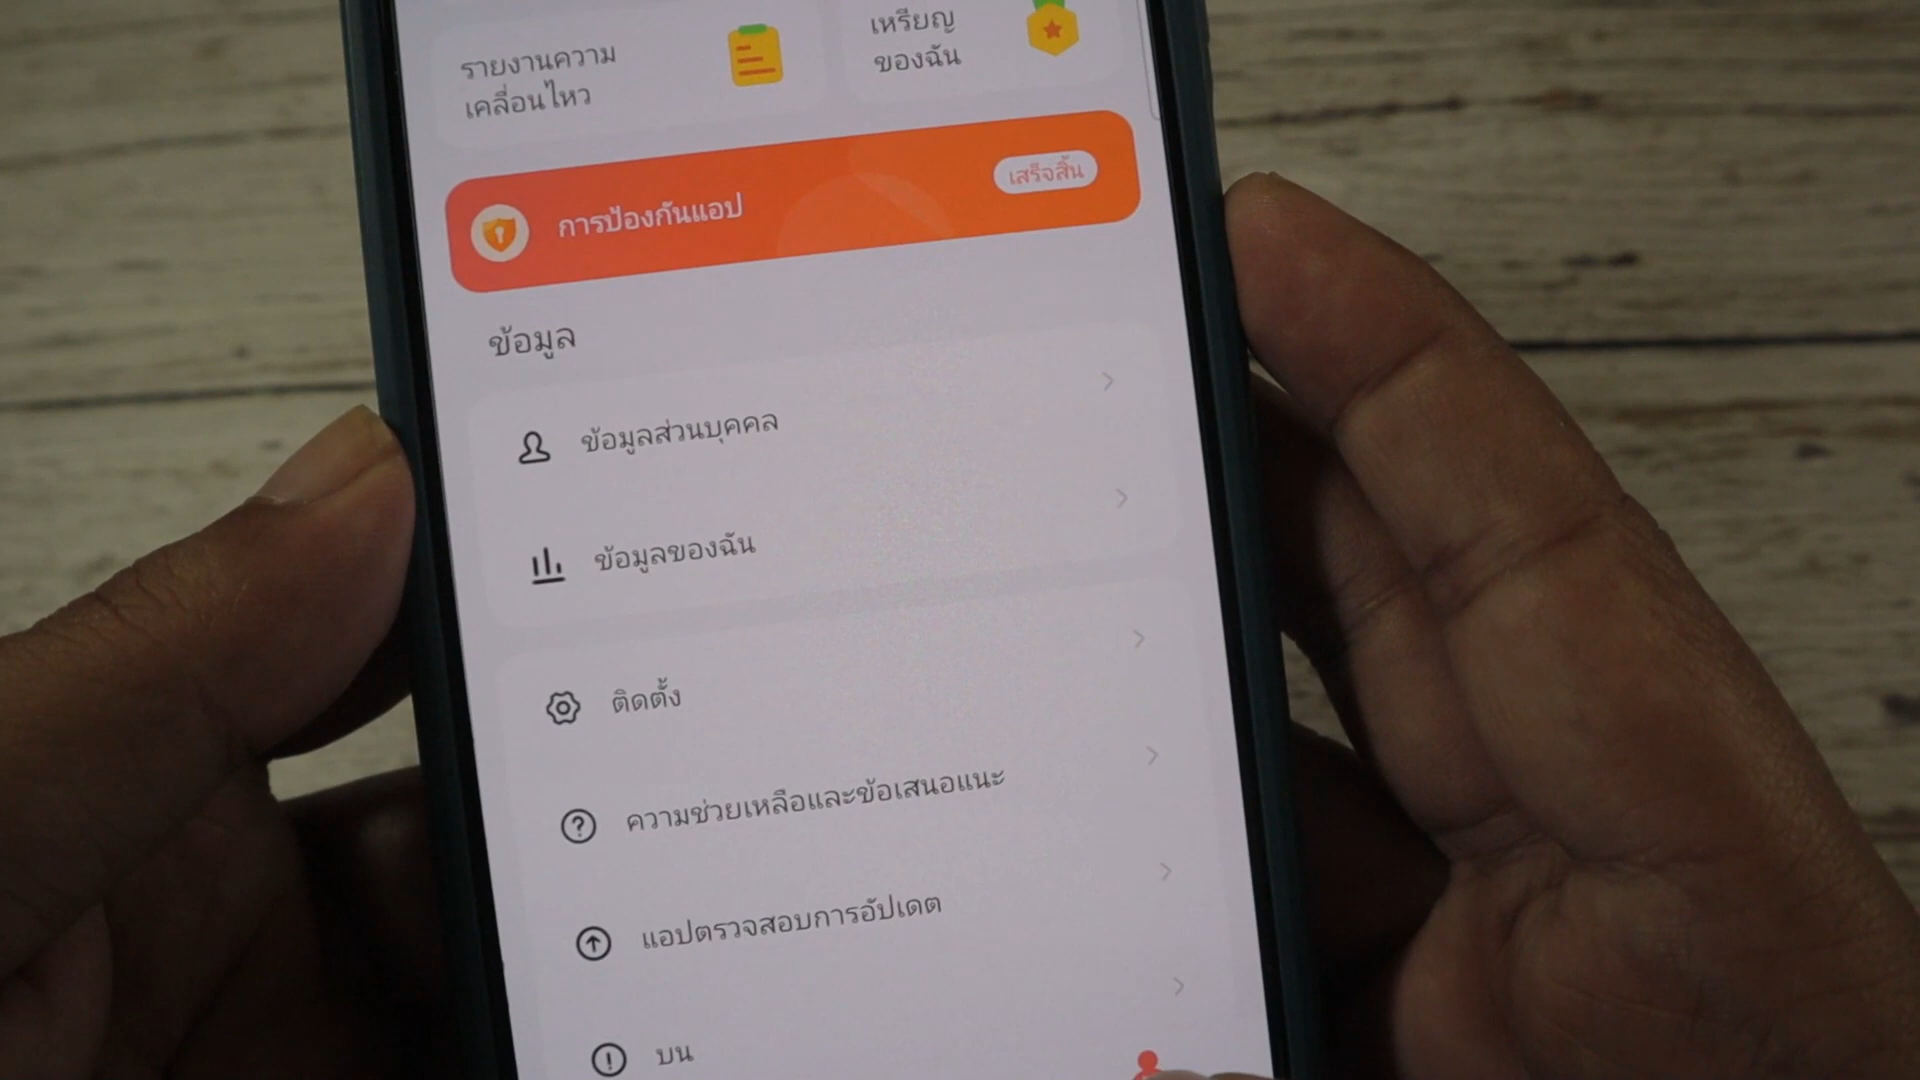 รายงานความ
เคลื่อนไหว
เหรียญ
ของฉัน
การป้องกันแอป
เสร็จสิ้น
ข้อมูล
ข้อมูลส่วนบุคคล
ข้อมูลของฉัน
ติดตั้ง
ความช่วยเหลือและข้อเสนอแนะ
แอปตรวจสอบการอัปเดต
บน